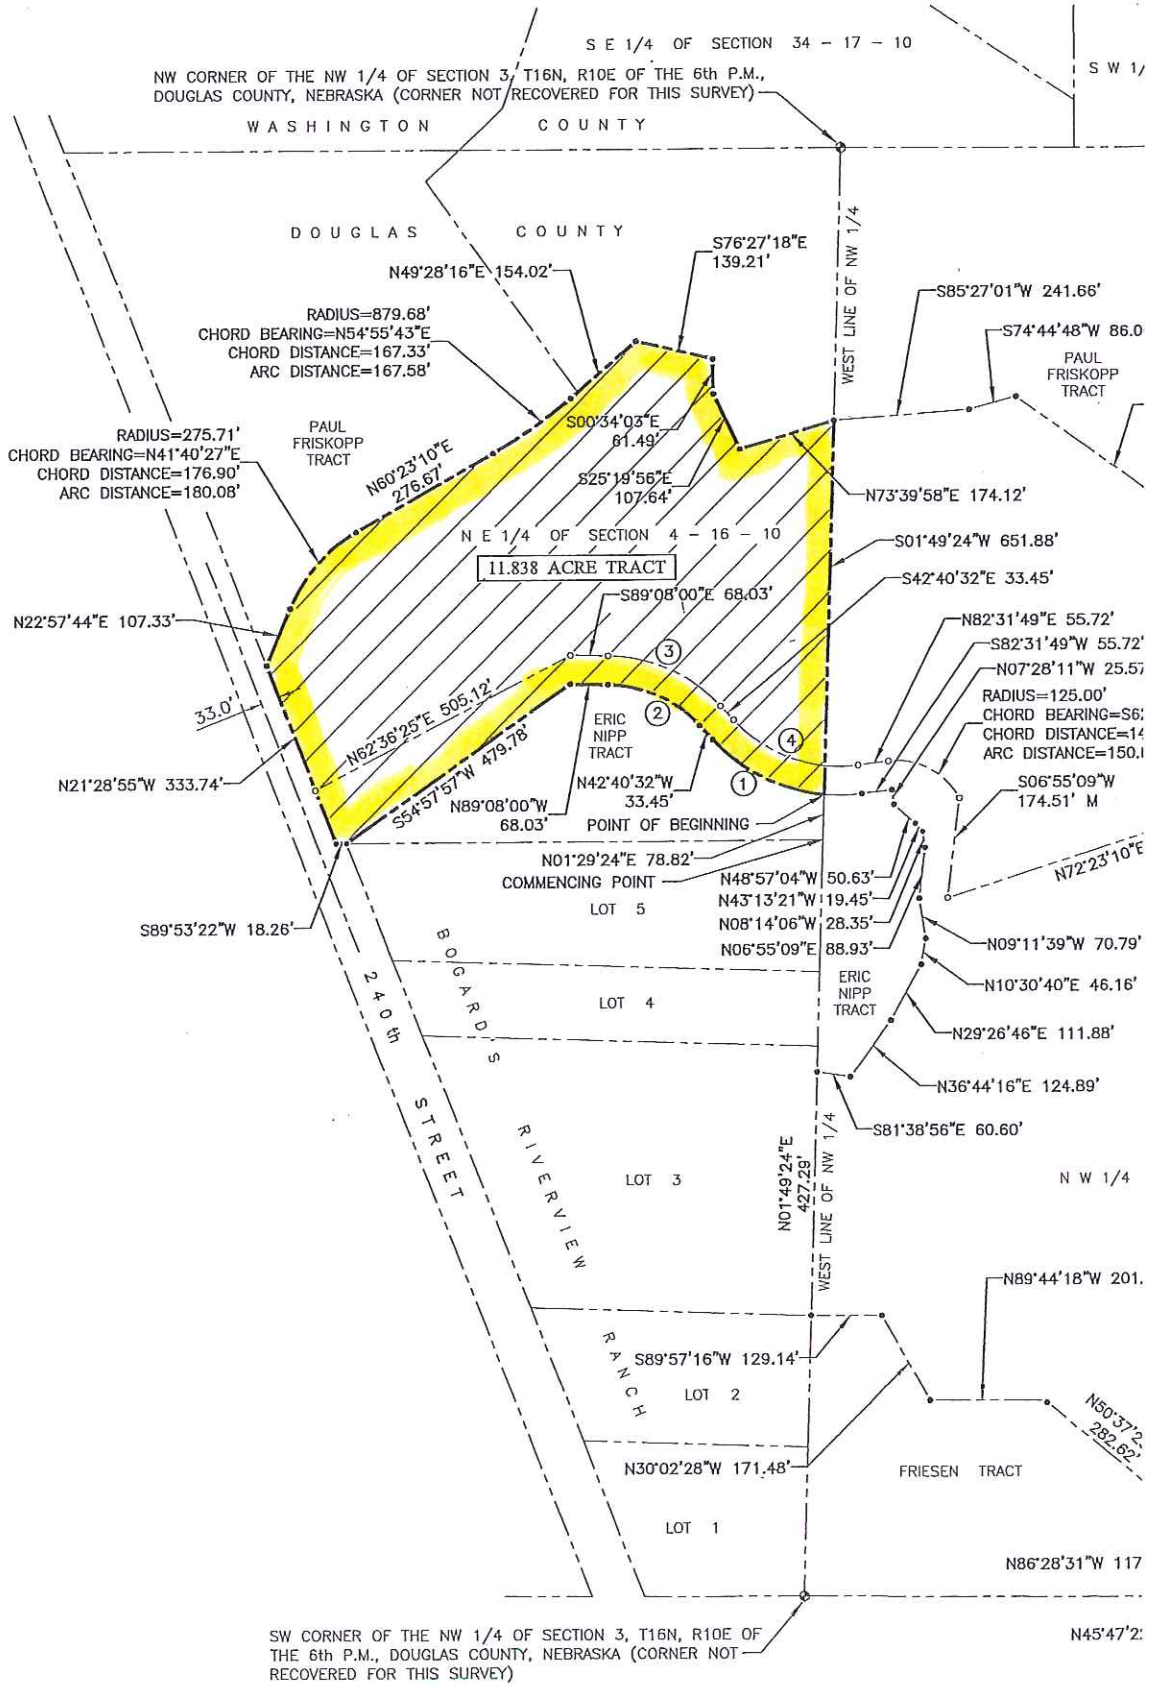 S E 1/4 OF SECTION 34 - 17 - 10
S W 1/
NW CORNER OF THE NW 1/4 OF SECTION 3, T16N, R10E OF THE 6th P.M.,
DOUGLAS COUNTY, NEBRASKA (CORNER NOT RECOVERED FOR THIS SURVEY)
WASHINGTON COUNTY
DOUGLAS COUNTY
WEST LINE OF NW 1/4
S76°27'18"E
139.21'
N49°28'16"E 154.02'
S85°27'01"W 241.66'
RADIUS=879.68'
CHORD BEARING=N54°55'43"E
CHORD DISTANCE=167.33'
ARC DISTANCE=167.58'
S74°44'48"W 86.0
PAUL
FRISKOPP
TRACT
RADIUS=275.71'
CHORD BEARING=N41°40'27"E
CHORD DISTANCE=176.90'
ARC DISTANCE=180.08'
PAUL
FRISKOPP
TRACT
S00°34'03"E
61.49'
N60°23'10"E
276.67'
S25°19'56"E
107.64'
N73°39'58"E 174.12'
N E 1/4 OF SECTION 4 - 16 - 10
S01°49'24"W 651.88'
11.838 ACRE TRACT
S42°40'32"E 33.45'
S89°08'00"E 68.03'
N22°57'44"E 107.33'
N82°31'49"E 55.72'
S82°31'49"W 55.72'
N07°28'11"W 25.57
3
RADIUS=125.00'
CHORD BEARING=S6
CHORD DISTANCE=14
ARC DISTANCE=150.
33.0'
N62°36'25"E 505.12'
ERIC
NIPP
TRACT
2
4
1
N21°28'55"W 333.74'
S54°57'57"W 479.78'
N42°40'32"W
33.45'
N89°08'00"W
68.03'
S06°55'09"W
174.51' M
POINT OF BEGINNING
N01°29'24"E 78.82'
COMMENCING POINT
N72°23'10"E
N48°57'04"W 50.63'
N43°13'21"W 19.45'
N08°14'06"W 28.35'
N06°55'09"E 88.93'
LOT 5
S89°53'22"W 18.26'
N09°11'39"W 70.79'
N10°30'40"E 46.16'
ERIC
NIPP
TRACT
LOT 4
N29°26'46"E 111.88'
N36°44'16"E 124.89'
S81°38'56"E 60.60'
240th STREET
BOGARD'S RIVERVIEW RANCH
LOT 3
N01°49'24"E
427.29'
WEST LINE OF NW 1/4
N W 1/4
N89°44'18"W 201.
S89°57'16"W 129.14'
LOT 2
N50°37'2
282.62'
N30°02'28"W 171.48'
FRIESEN TRACT
LOT 1
N86°28'31"W 117
SW CORNER OF THE NW 1/4 OF SECTION 3, T16N, R10E OF
THE 6th P.M., DOUGLAS COUNTY, NEBRASKA (CORNER NOT
RECOVERED FOR THIS SURVEY)
N45°47'2